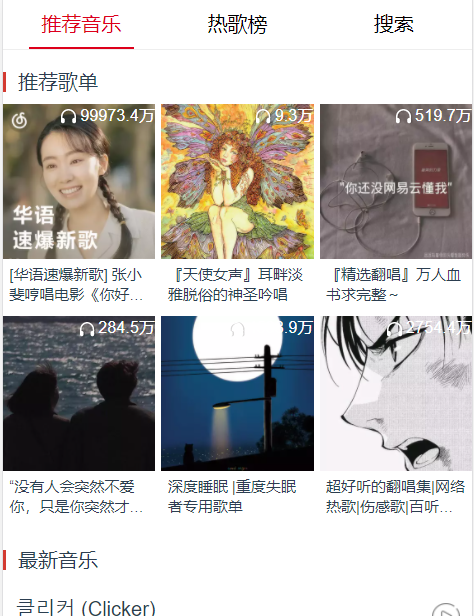 推荐音乐 热歌榜 搜索
推荐歌单
99973.4万 9.3万 519.7万
华语
速爆新歌
“你还没网易云懂我”
[华语速爆新歌] 张小
斐哼唱电影《你好...
『天使女声』耳畔淡
雅脱俗的神圣吟唱
『精选翻唱』万人血
书求完整～
284.5万 .9万 2754.4万
“没有人会突然不爱
你，只是你突然才...
深度睡眠 |重度失眠
者专用歌单
超好听的翻唱集|网络
热歌|伤感歌|百听...
最新音乐
클리커 (Clicker)